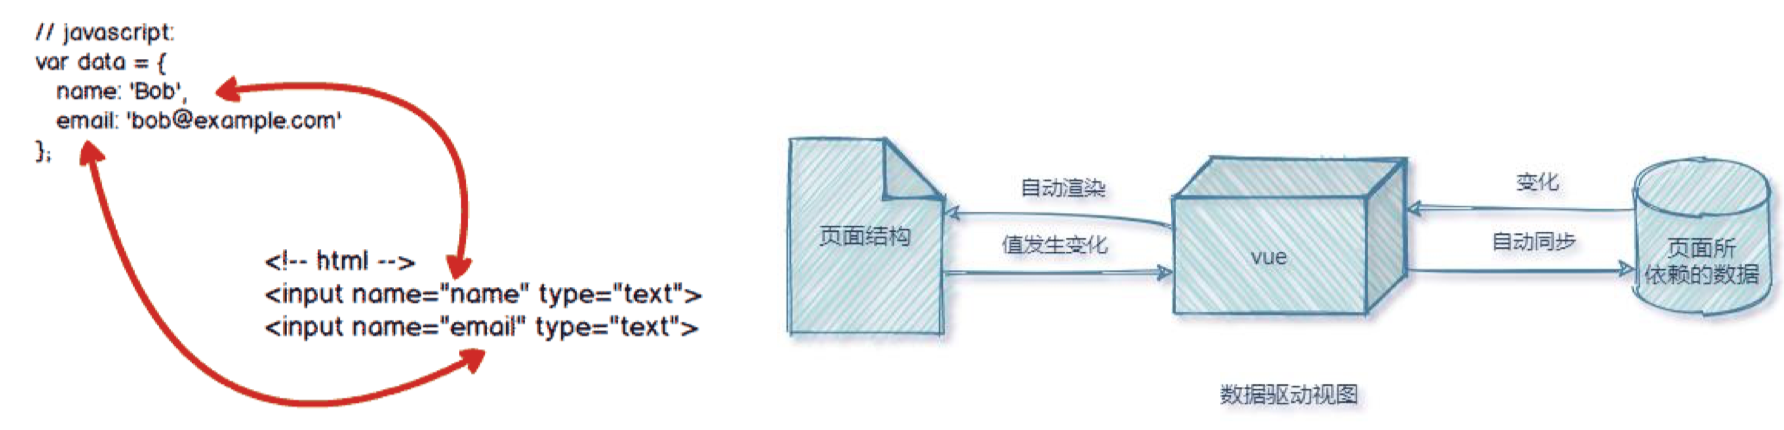 // javascript:
var data = {
name: 'Bob',
email: 'bob@example.com'
};
<!-- html -->
<input name="name" type="text">
<input name="email" type="text">
页面结构
自动渲染
值发生变化
vue
变化
自动同步
页面所
依赖的数据
数据驱动视图